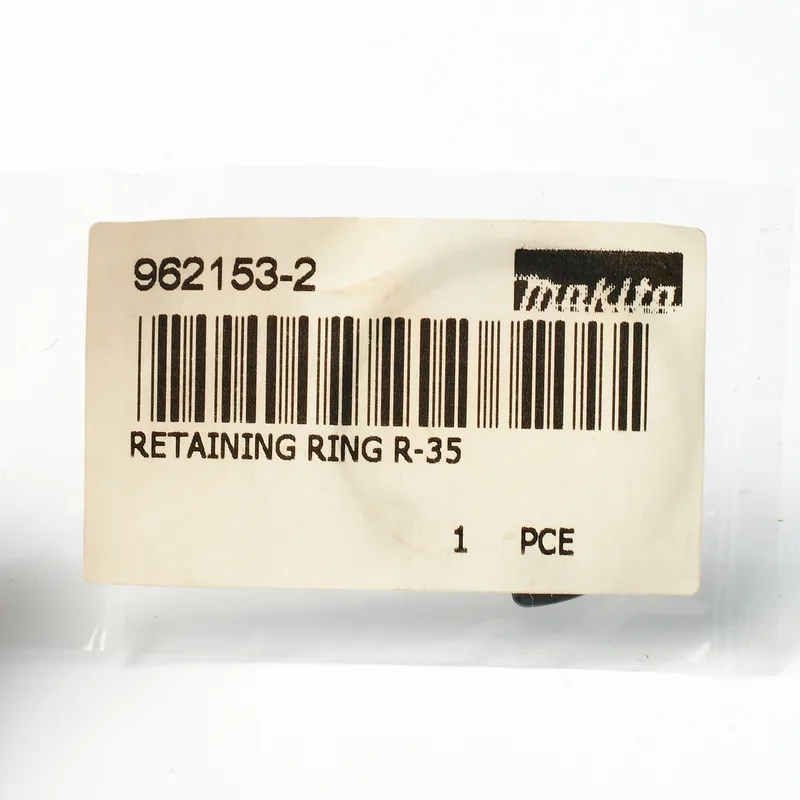 962153-2
makita
RETAINING RING R-35
1 PCE